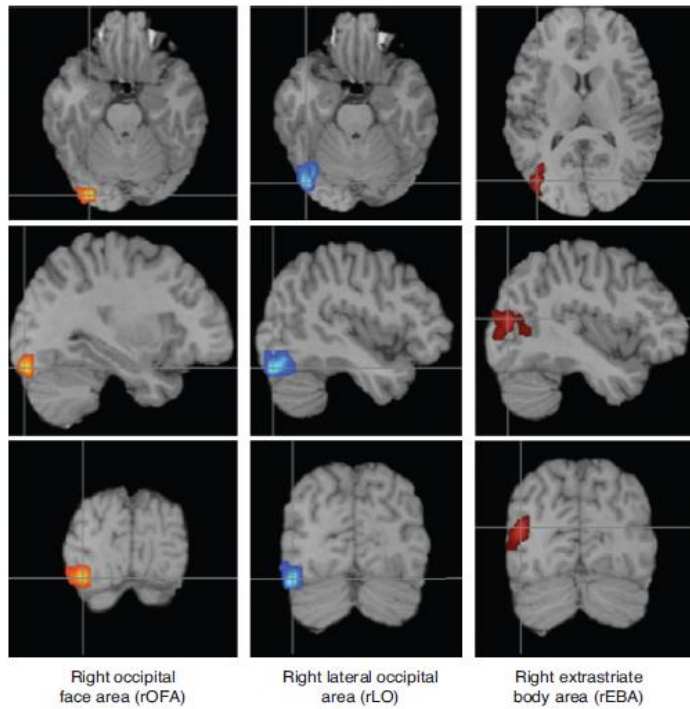 Right occipital
face area (rOFA)
Right lateral occipital
area (rLO)
Right extrastriate
body area (rEBA)